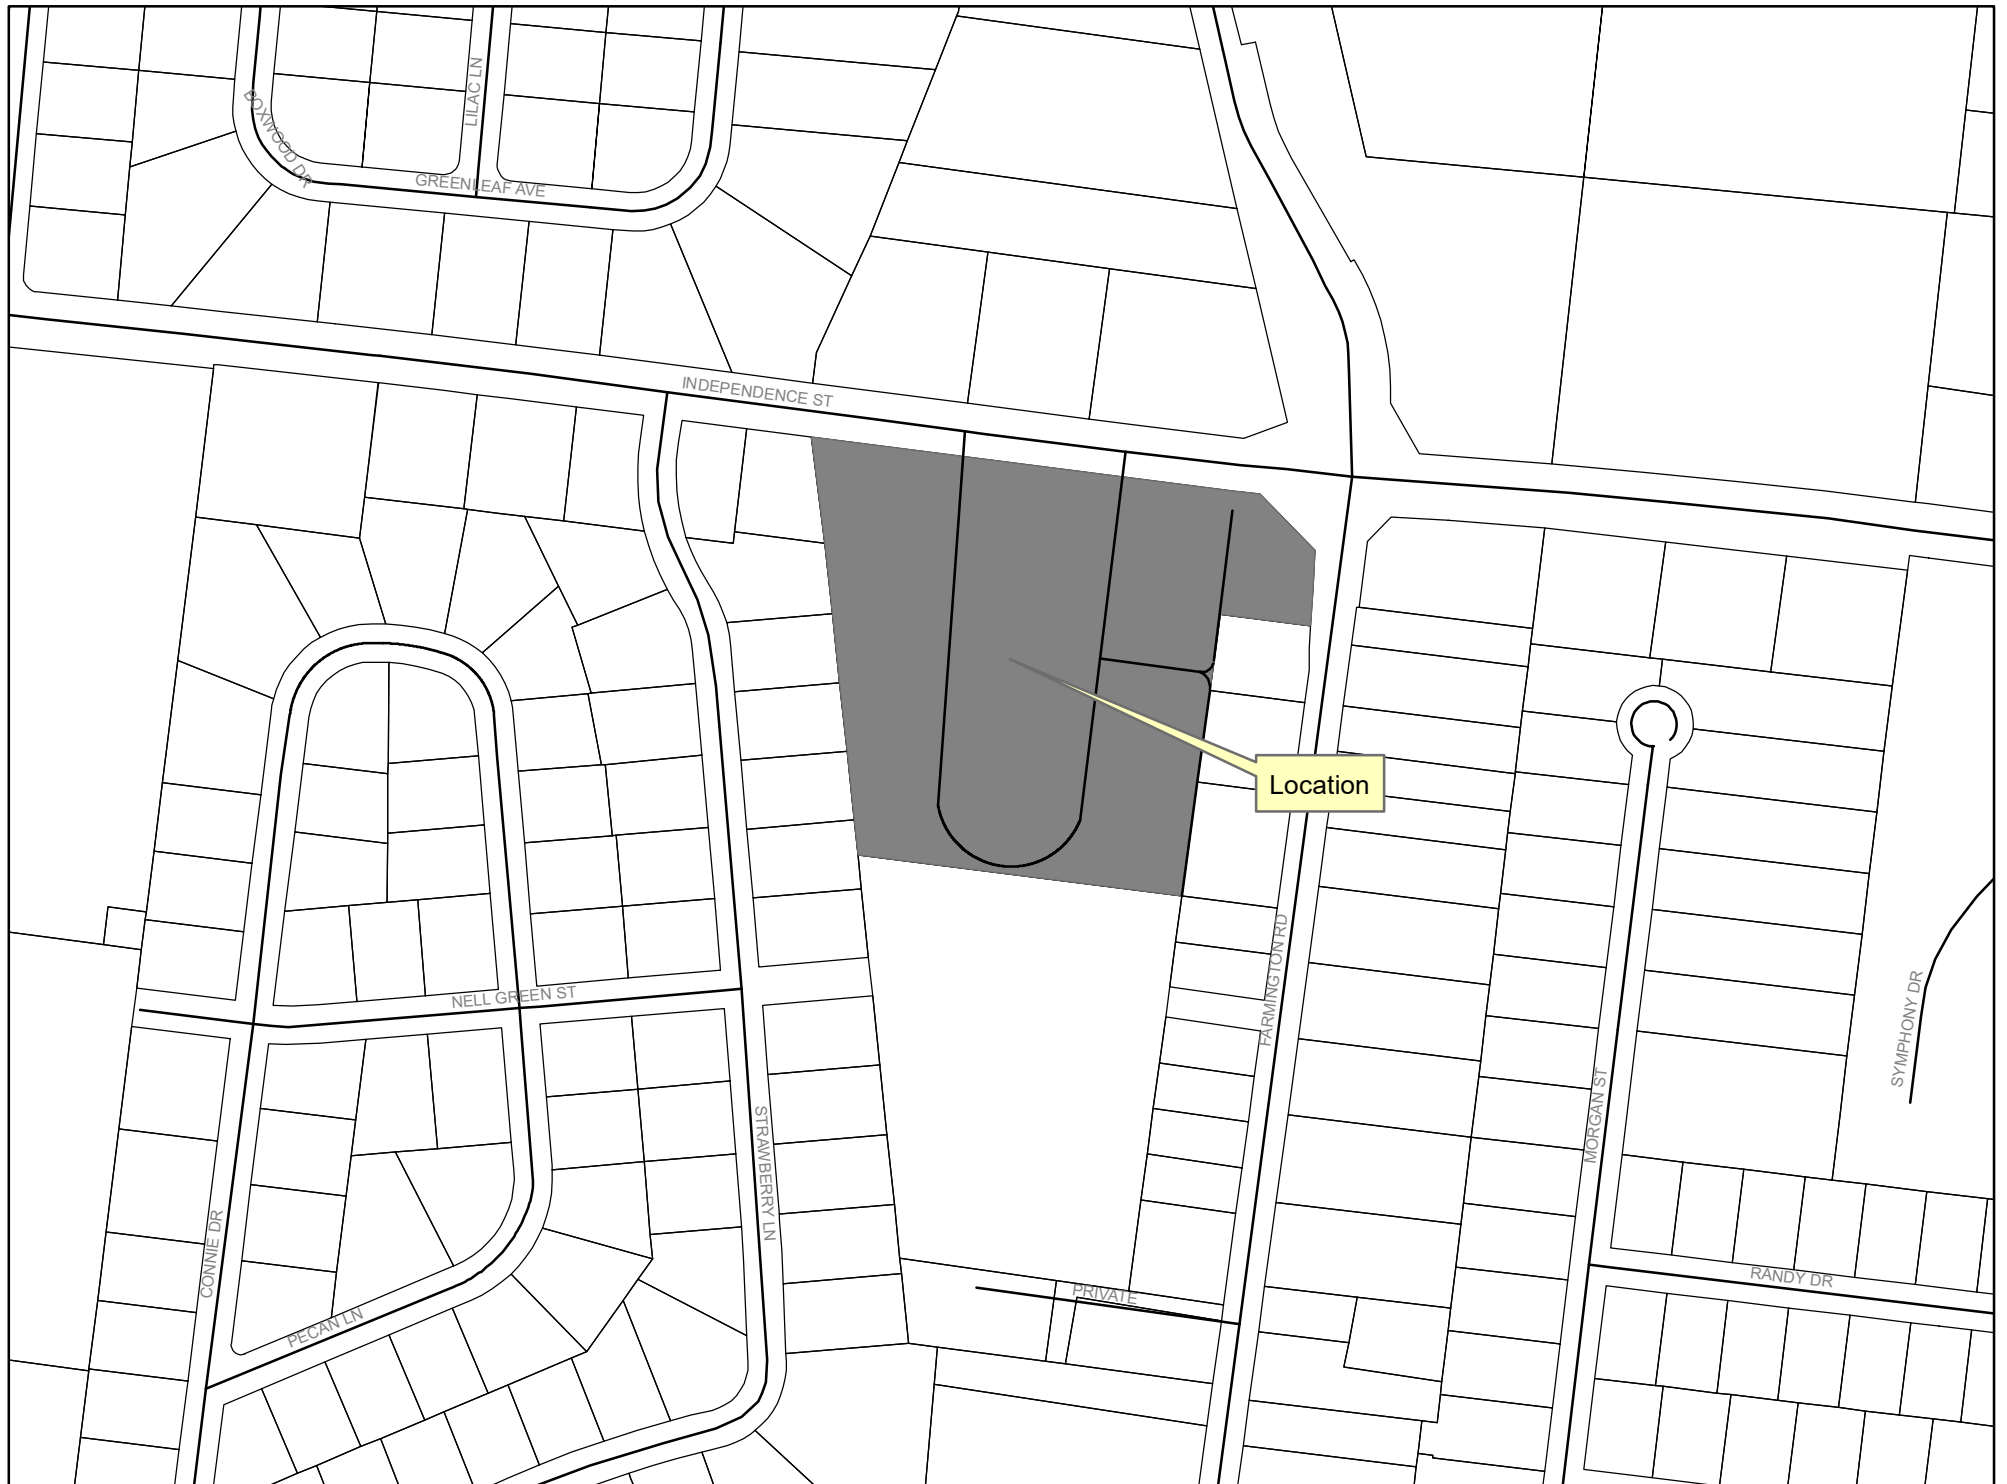 LILAC LN
BOXWOOD DR
GREENLEAF AVE
INDEPENDENCE ST
Location
FARMINGTON RD
SYMPHONY DR
NELL GREEN ST
MORGAN ST
STRAWBERRY LN
CONNIE DR
RANDY DR
PRIVATE
PECAN LN